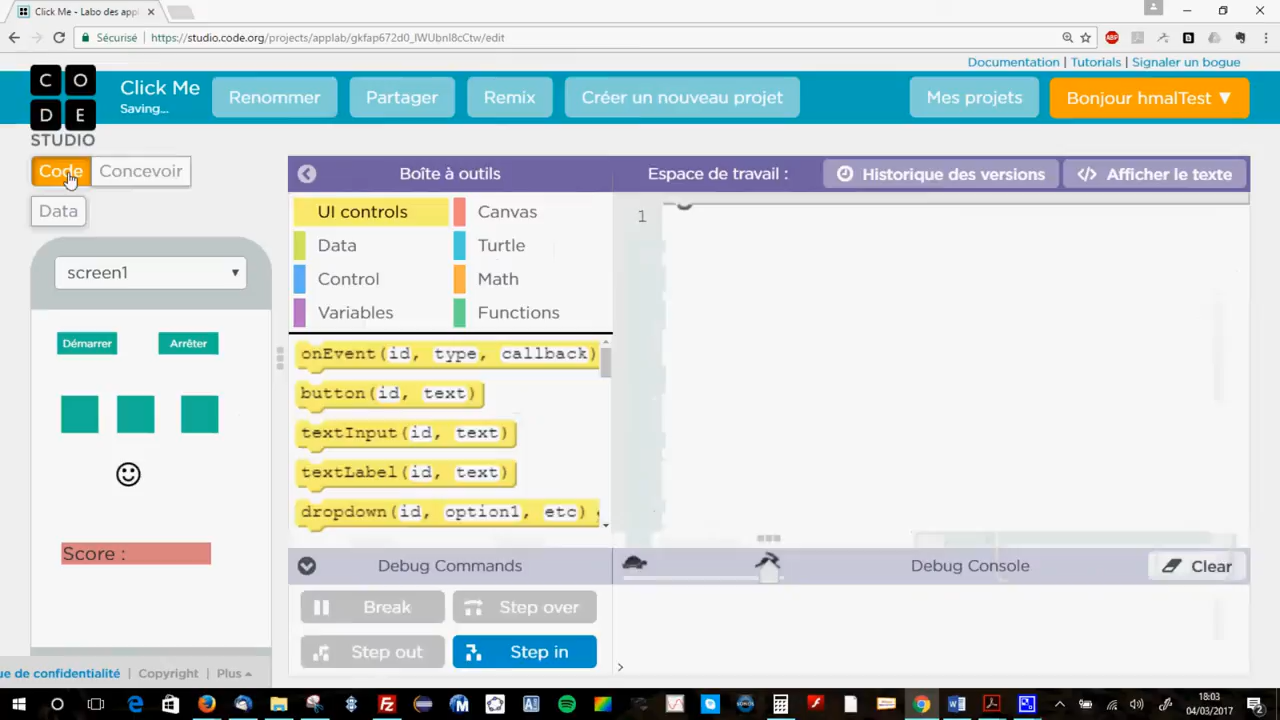 Click Me - Labo des appl
Sécurisé https://studio.code.org/projects/applab/gkfap672d0_IWUbnI8cCtw/edit
Documentation | Tutorials | Signaler un bogue
C O D E
STUDIO
Click Me
Saving...
Renommer
Partager
Remix
Créer un nouveau projet
Mes projets
Bonjour hmalTest ▼
Code
Concevoir
Data
Boîte à outils
Espace de travail :
Historique des versions
Afficher le texte
UI controls
Canvas
Data
Turtle
Control
Math
Variables
Functions
1
screen1
Démarrer
Arrêter
Score :
onEvent(id, type, callback)
button(id, text)
textInput(id, text)
textLabel(id, text)
dropdown(id, option1, etc)
Debug Commands
Debug Console
Clear
Break
Step over
Step out
Step in
>
ue de confidentialité | Copyright | Plus
18:03
04/03/2017